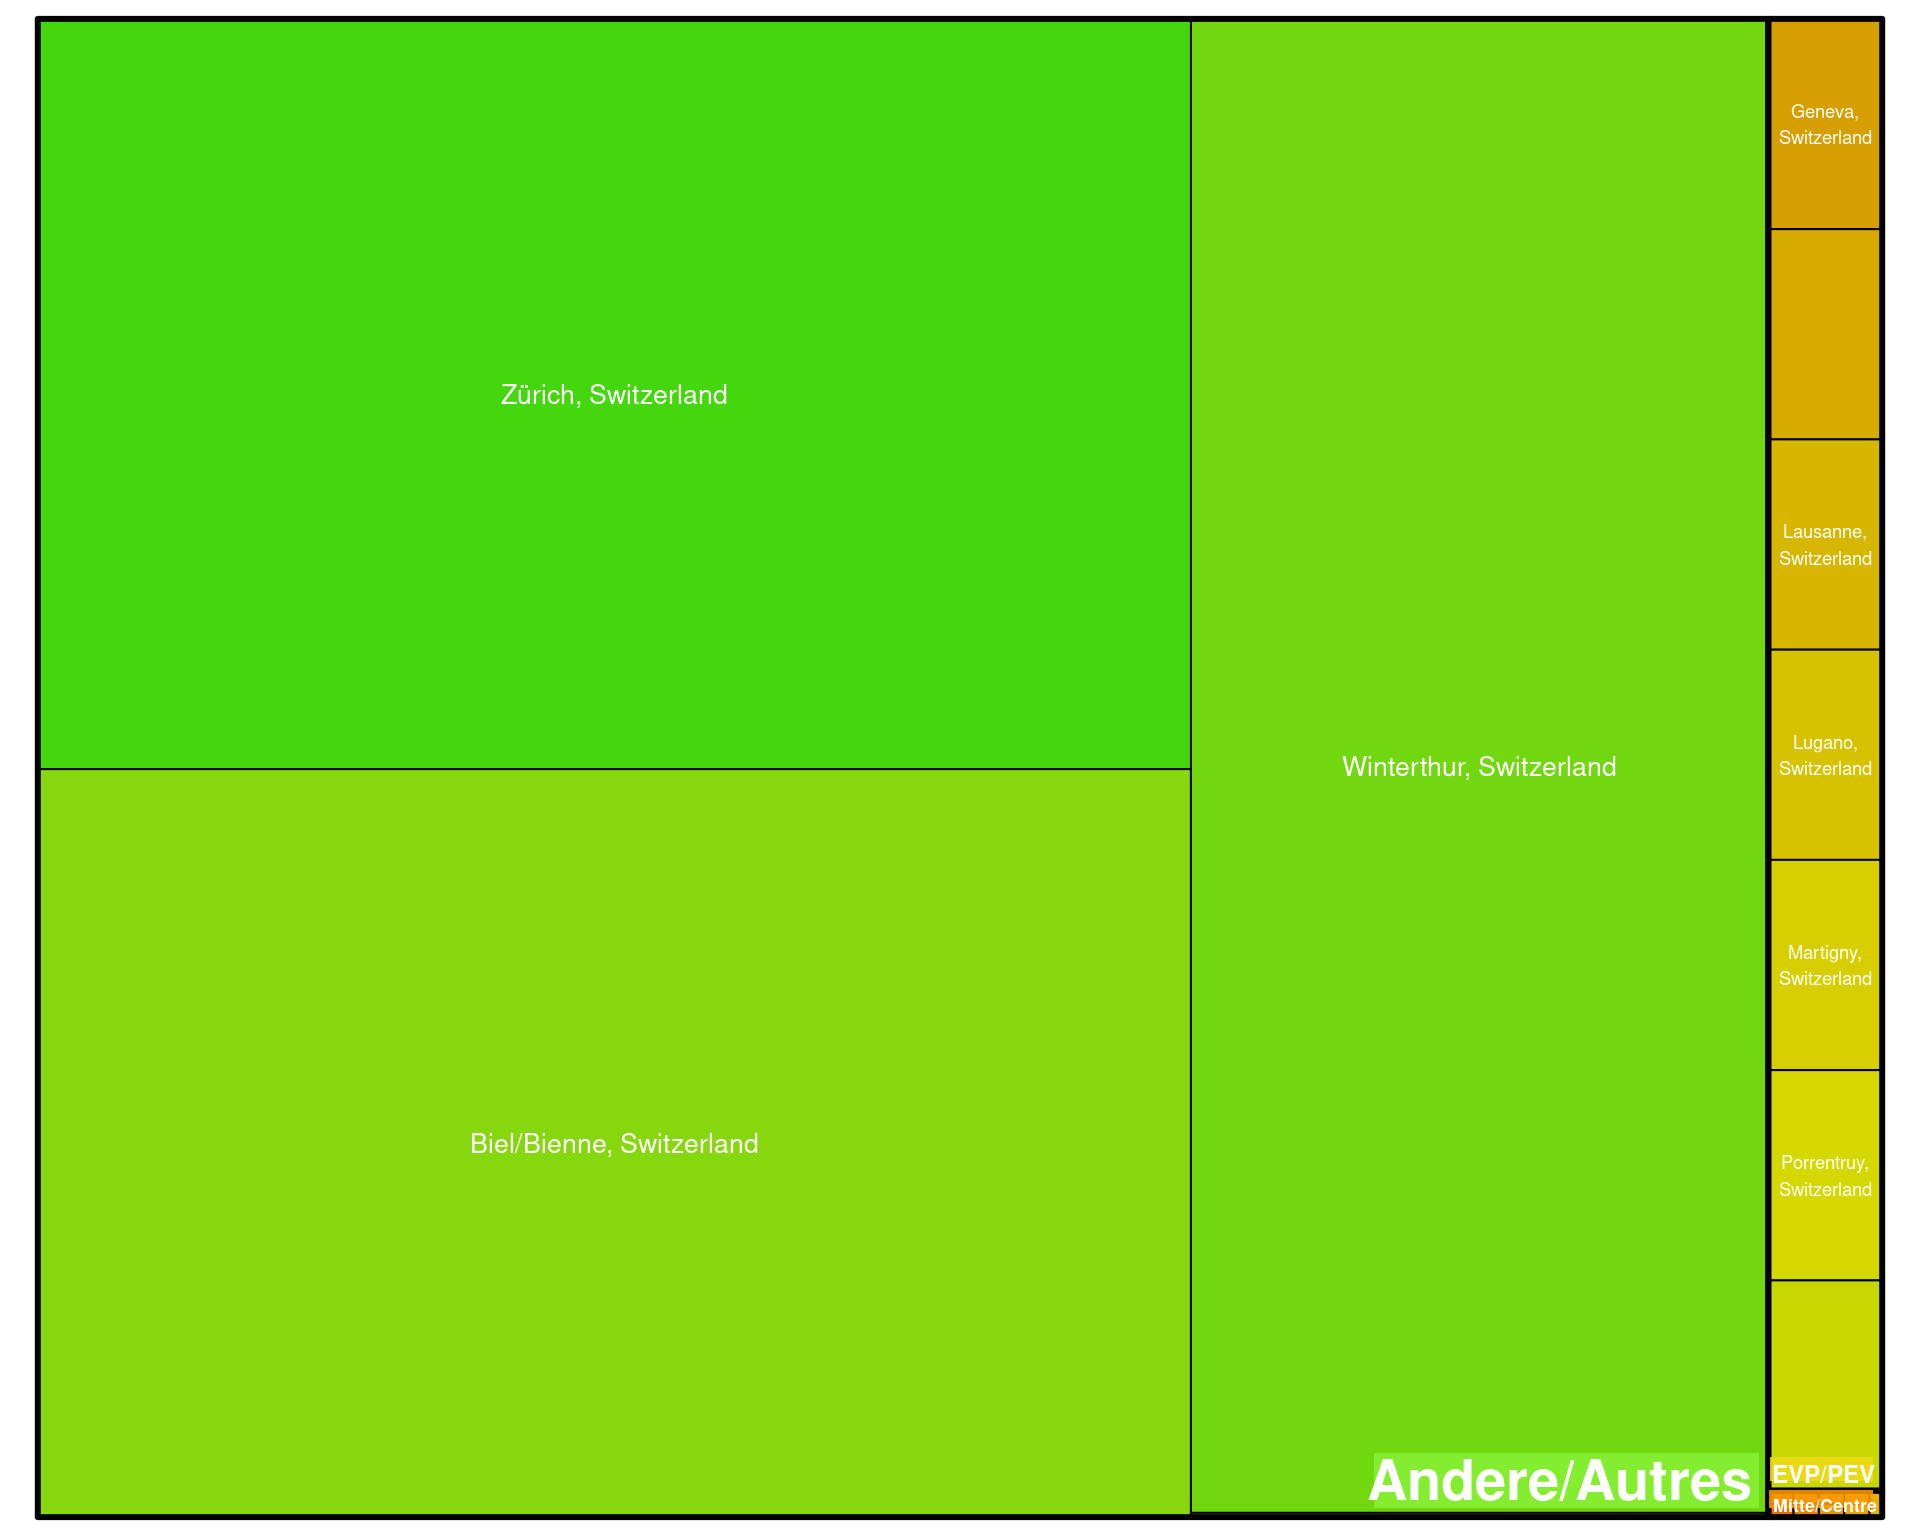 Zürich, Switzerland
Biel/Bienne, Switzerland
Winterthur, Switzerland
Andere/Autres
Geneva,
Switzerland
Lausanne,
Switzerland
Lugano,
Switzerland
Martigny,
Switzerland
Porrentruy,
Switzerland
EVP/PEV
Mitte/Centre